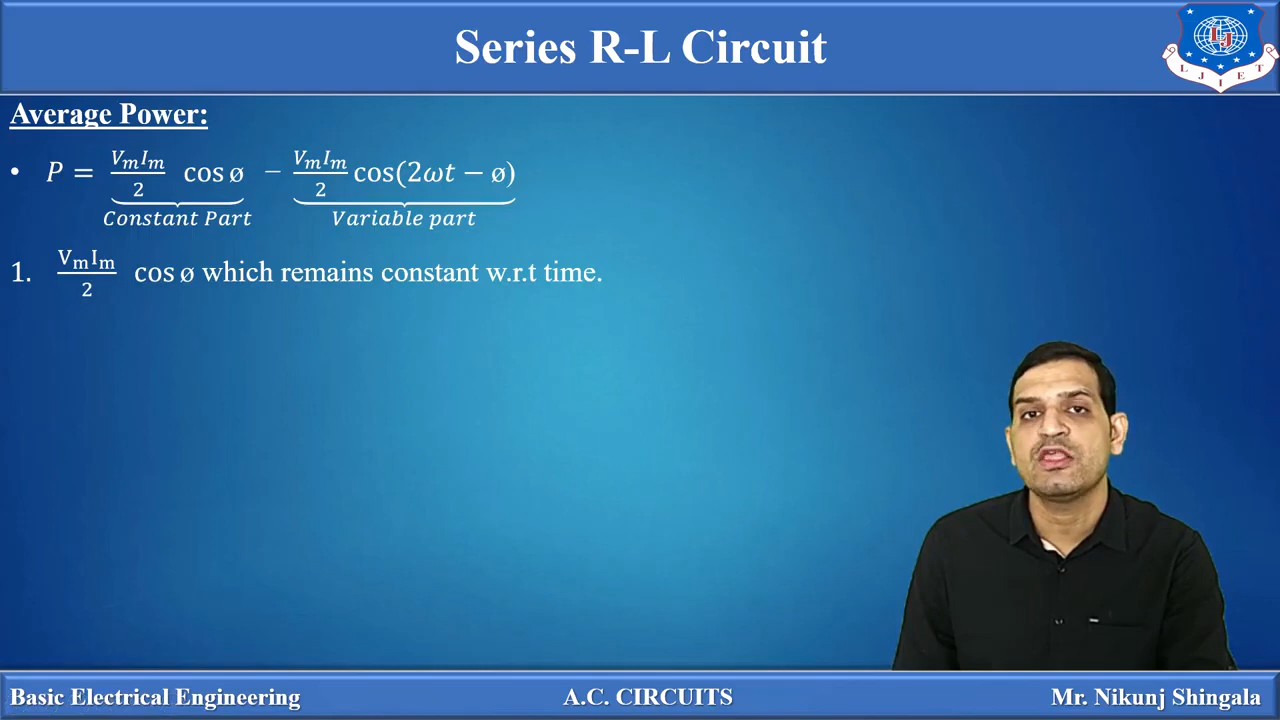 Series R-L Circuit
LJ
L J I E T
Average Power:
• P = VₘIₘ/2 cos ø − VₘIₘ/2 cos(2ωt − ø)
Constant Part Variable part
1. VₘIₘ/2 cos ø which remains constant w.r.t time.
Basic Electrical Engineering A.C. CIRCUITS Mr. Nikunj Shingala